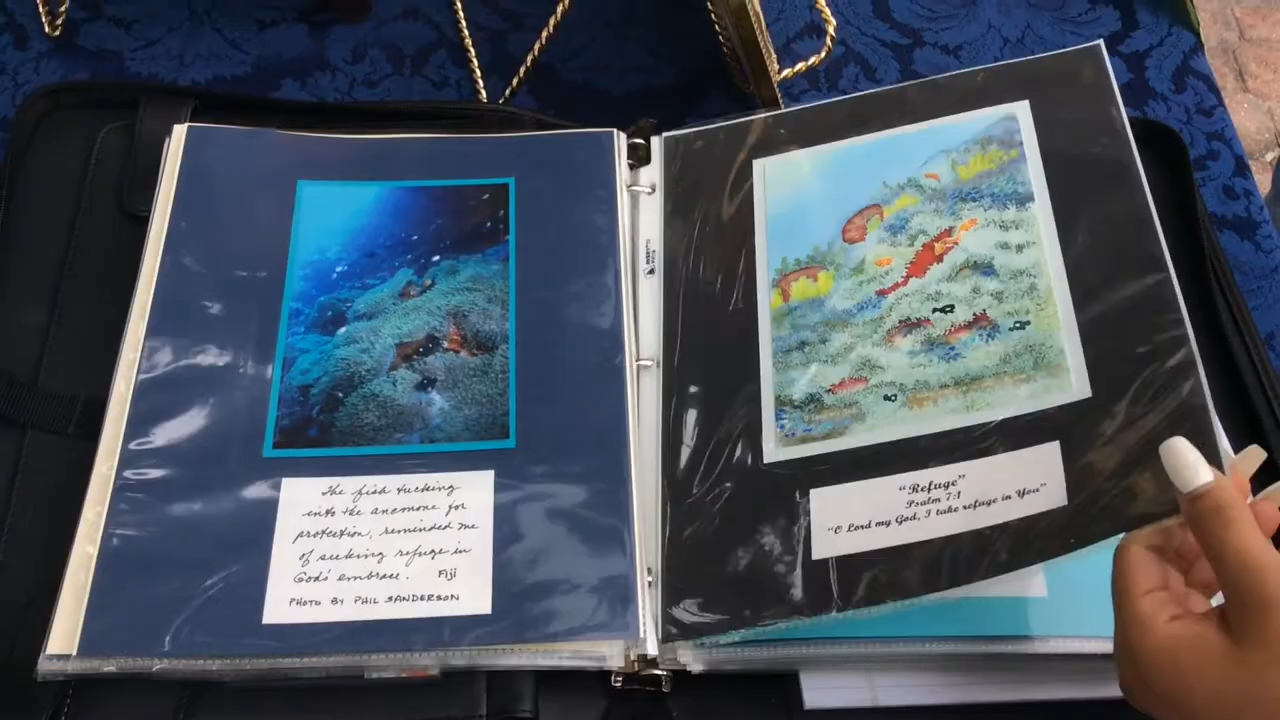 The fish tucking
into the anemone for
protection, reminded me
of seeking refuge in
God's embrace. Fiji
PHOTO BY PHIL SANDERSON
"Refuge"
Psalm 7:1
"O Lord my God, I take refuge in You"